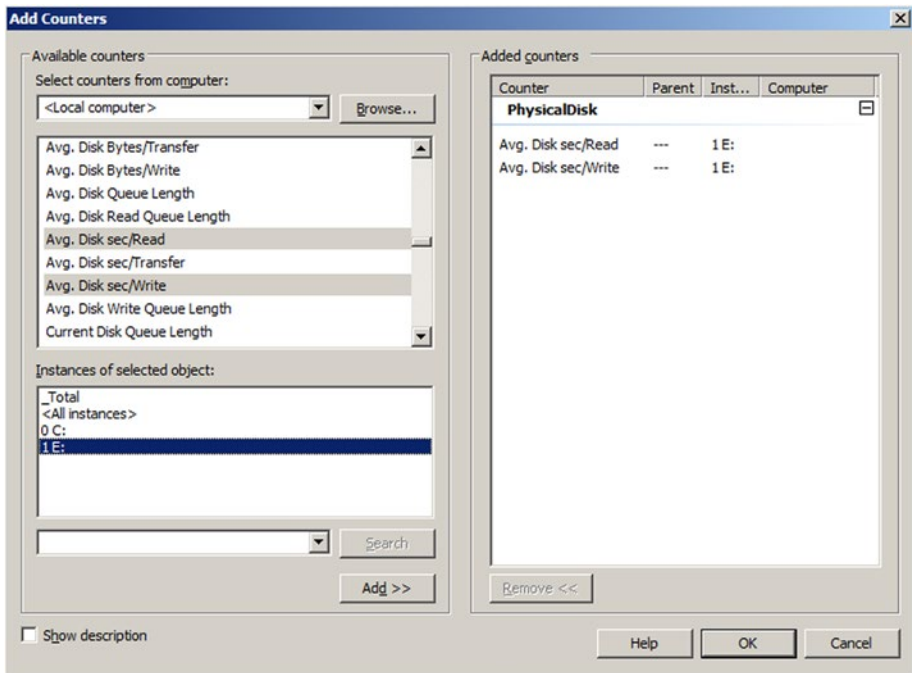 Add Counters
Available counters
Select counters from computer:
<Local computer>
Browse...
Avg. Disk Bytes/Transfer
Avg. Disk Bytes/Write
Avg. Disk Queue Length
Avg. Disk Read Queue Length
Avg. Disk sec/Read
Avg. Disk sec/Transfer
Avg. Disk sec/Write
Avg. Disk Write Queue Length
Current Disk Queue Length
Instances of selected object:
_Total
<All instances>
0 C:
1 E:
Search
Add >>
Show description
Added counters
Counter Parent Inst... Computer
PhysicalDisk
Avg. Disk sec/Read --- 1 E:
Avg. Disk sec/Write --- 1 E:
Remove <<
Help OK Cancel